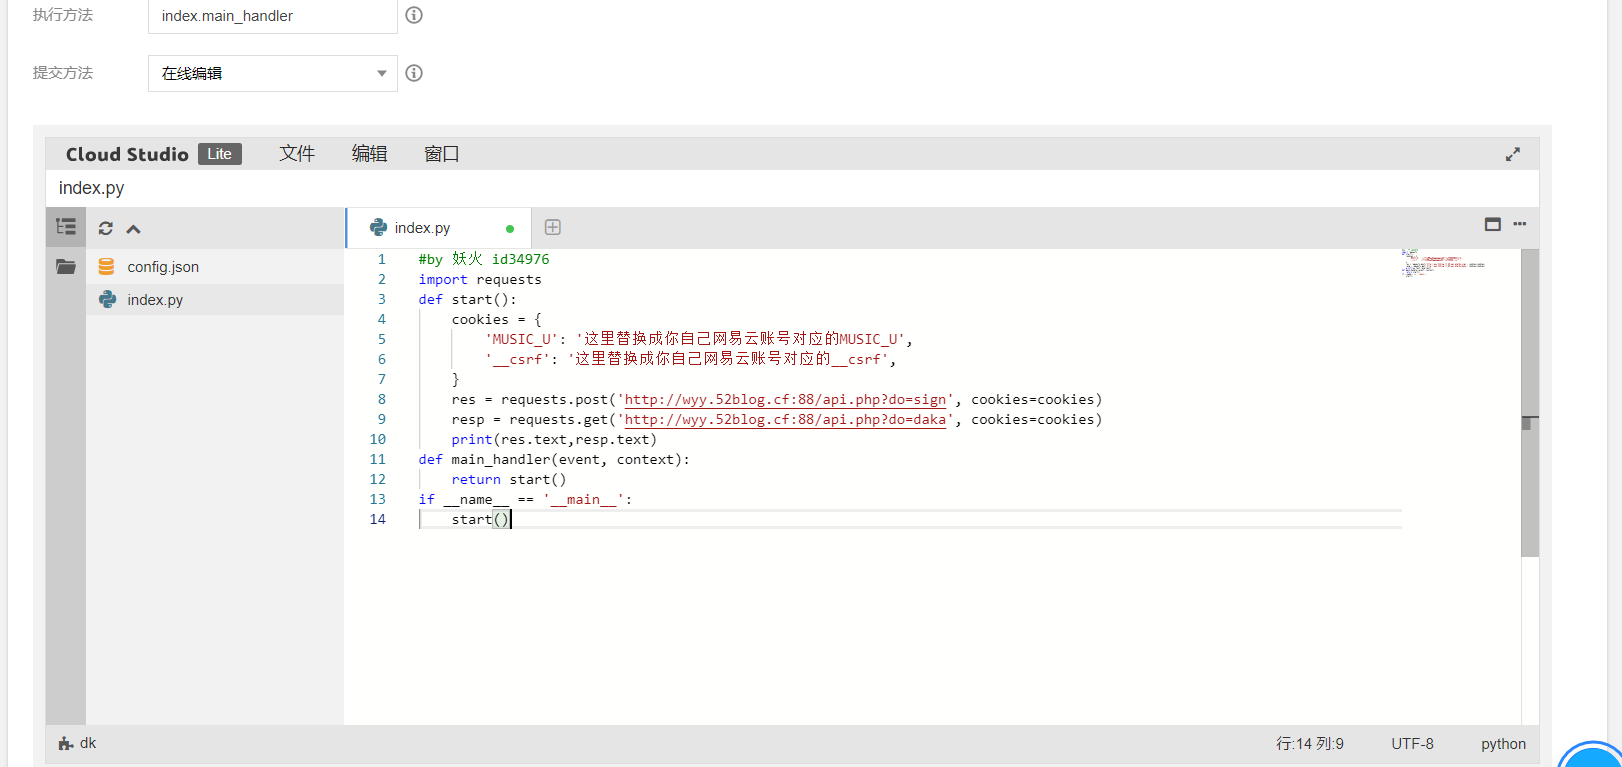 执行方法 index.main_handler
提交方法 在线编辑
Cloud Studio Lite 文件 编辑 窗口
index.py
index.py
config.json
index.py
1 #by 妖火 id34976
2 import requests
3 def start():
4 cookies = {
5 'MUSIC_U': '这里替换成你自己网易云账号对应的MUSIC_U',
6 '__csrf': '这里替换成你自己网易云账号对应的__csrf',
7 }
8 res = requests.post('http://wyy.52blog.cf:88/api.php?do=sign', cookies=cookies)
9 resp = requests.get('http://wyy.52blog.cf:88/api.php?do=daka', cookies=cookies)
10 print(res.text,resp.text)
11 def main_handler(event, context):
12 return start()
13 if __name__ == '__main__':
14 start()
dk 行:14 列:9 UTF-8 python